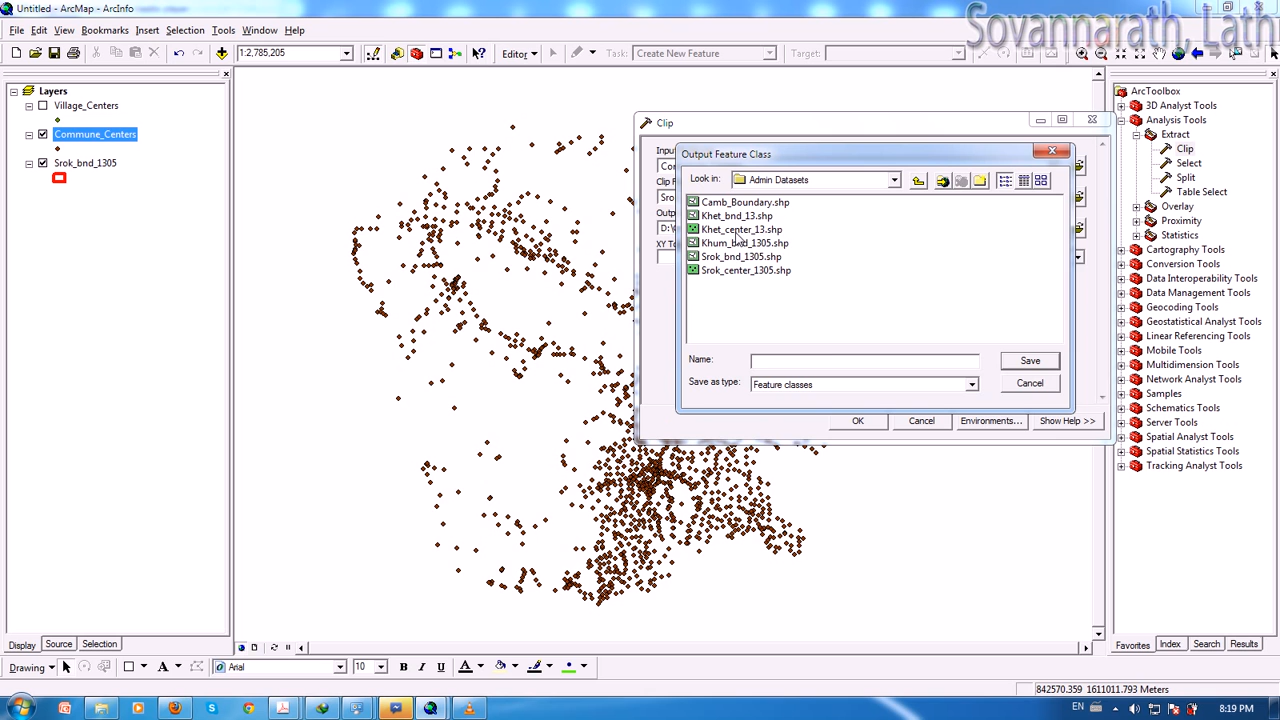 Untitled - ArcMap - ArcInfo
Sovannarath, Lath
File Edit View Bookmarks Insert Selection Tools Window Help
1:2,785,205
Editor
Task: Create New Feature
Target:
Layers
Village_Centers
Commune_Centers
Srok_bnd_1305
Display Source Selection
Clip
Output Feature Class
Look in: Admin Datasets
Camb_Boundary.shp
Khet_bnd_13.shp
Khet_center_13.shp
Khum_bnd_1305.shp
Srok_bnd_1305.shp
Srok_center_1305.shp
Name:
Save
Save as type: Feature classes
Cancel
OK Cancel Environments... Show Help >>
ArcToolbox
3D Analyst Tools
Analysis Tools
Extract
Clip
Select
Split
Table Select
Overlay
Proximity
Statistics
Cartography Tools
Conversion Tools
Data Interoperability Tools
Data Management Tools
Geocoding Tools
Geostatistical Analyst Tools
Linear Referencing Tools
Mobile Tools
Multidimension Tools
Network Analyst Tools
Samples
Schematics Tools
Server Tools
Spatial Analyst Tools
Spatial Statistics Tools
Tracking Analyst Tools
Favorites Index Search Results
Drawing
Arial
10
B I U A
842570.359 1611011.793 Meters
EN
8:19 PM